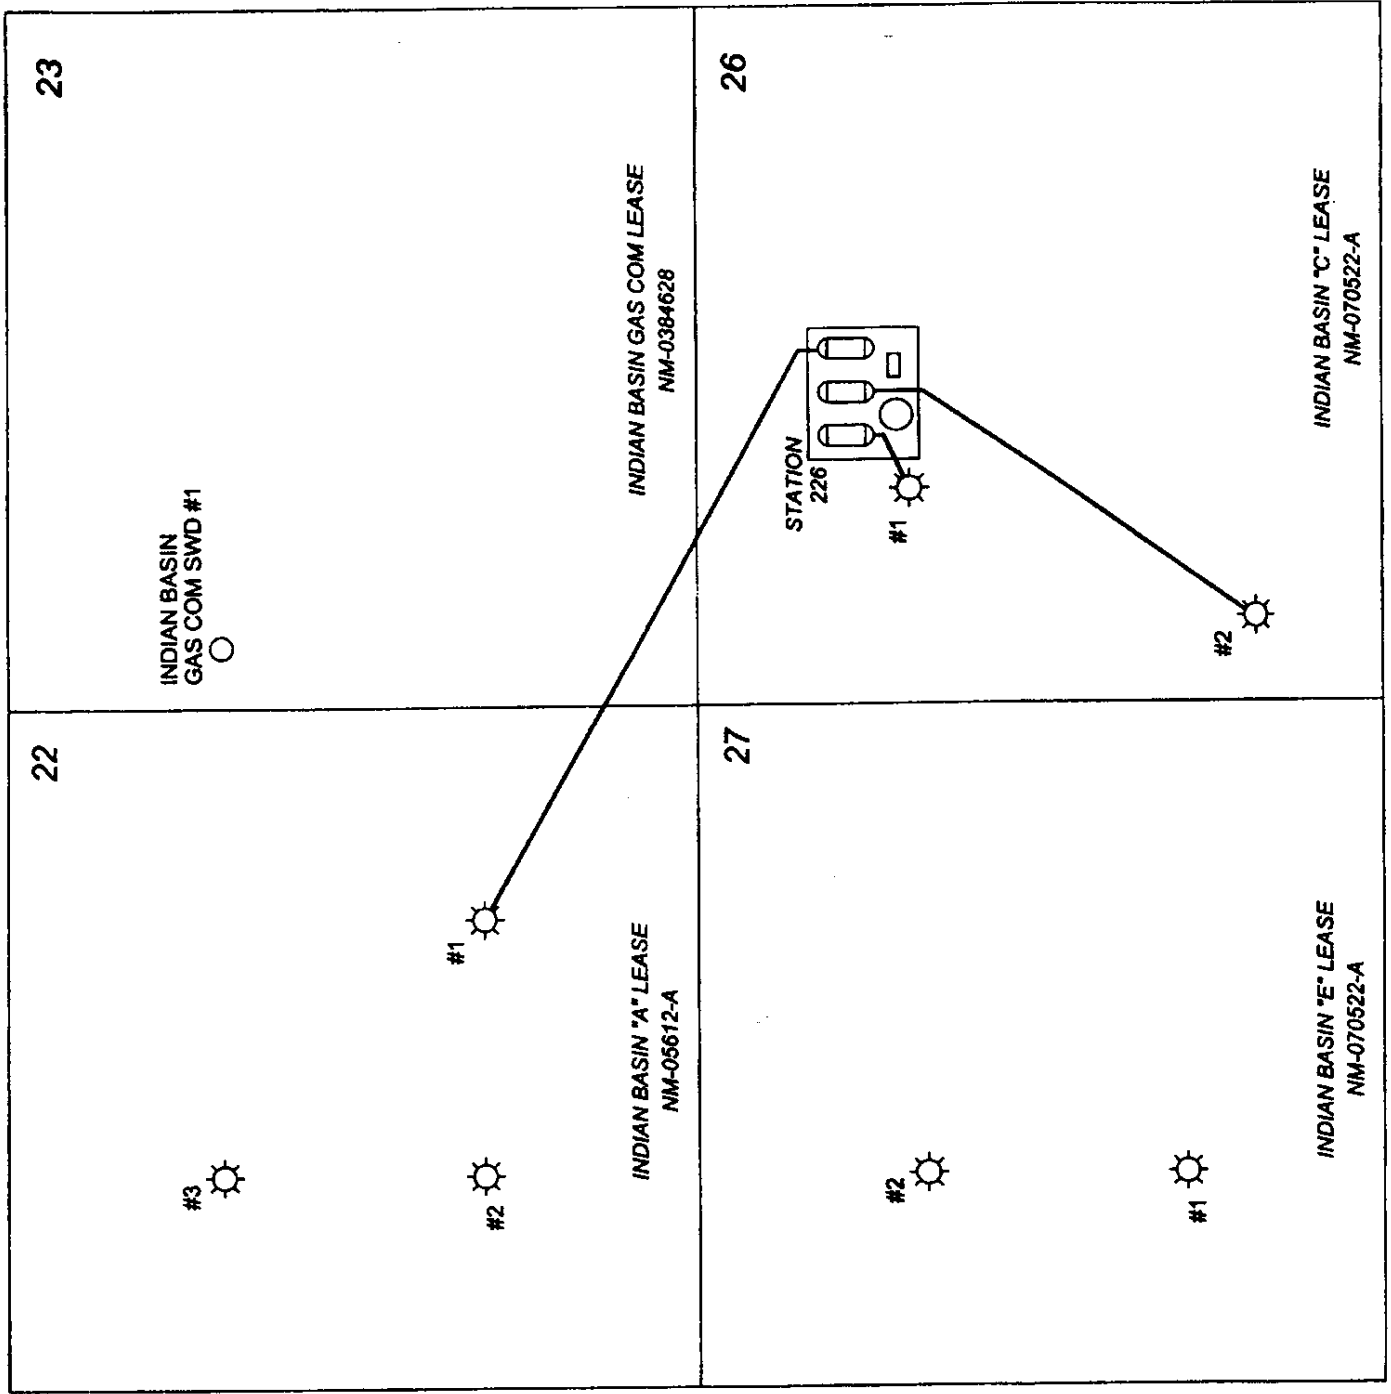 22
#3
#1
#2
INDIAN BASIN "A" LEASE
NM-05612-A
23
INDIAN BASIN
GAS COM SWD #1
INDIAN BASIN GAS COM LEASE
NM-0384628
27
#2
#1
INDIAN BASIN "E" LEASE
NM-070522-A
26
STATION
226
#1
#2
INDIAN BASIN "C" LEASE
NM-070522-A